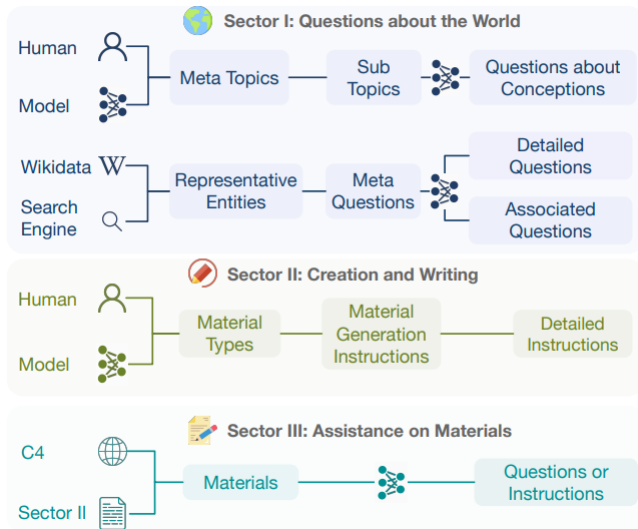 Sector I: Questions about the World
Human
Model
Meta Topics
Sub
Topics
Questions about
Conceptions
Wikidata
W
Search
Engine
Representative
Entities
Meta
Questions
Detailed
Questions
Associated
Questions
Sector II: Creation and Writing
Human
Model
Material
Types
Material
Generation
Instructions
Detailed
Instructions
Sector III: Assistance on Materials
C4
Sector II
Materials
Questions or
Instructions